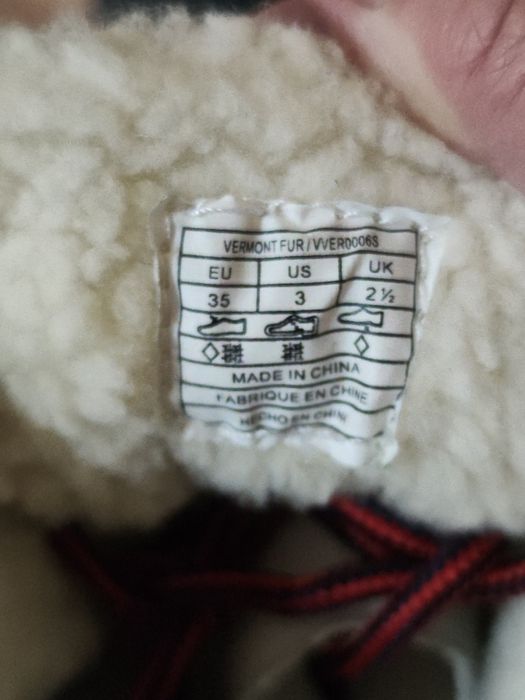 VERMONT FUR / VVER0006S
EU US UK
35 3 2 ½
MADE IN CHINA
FABRIQUE EN CHINE
HECHO EN CHINA